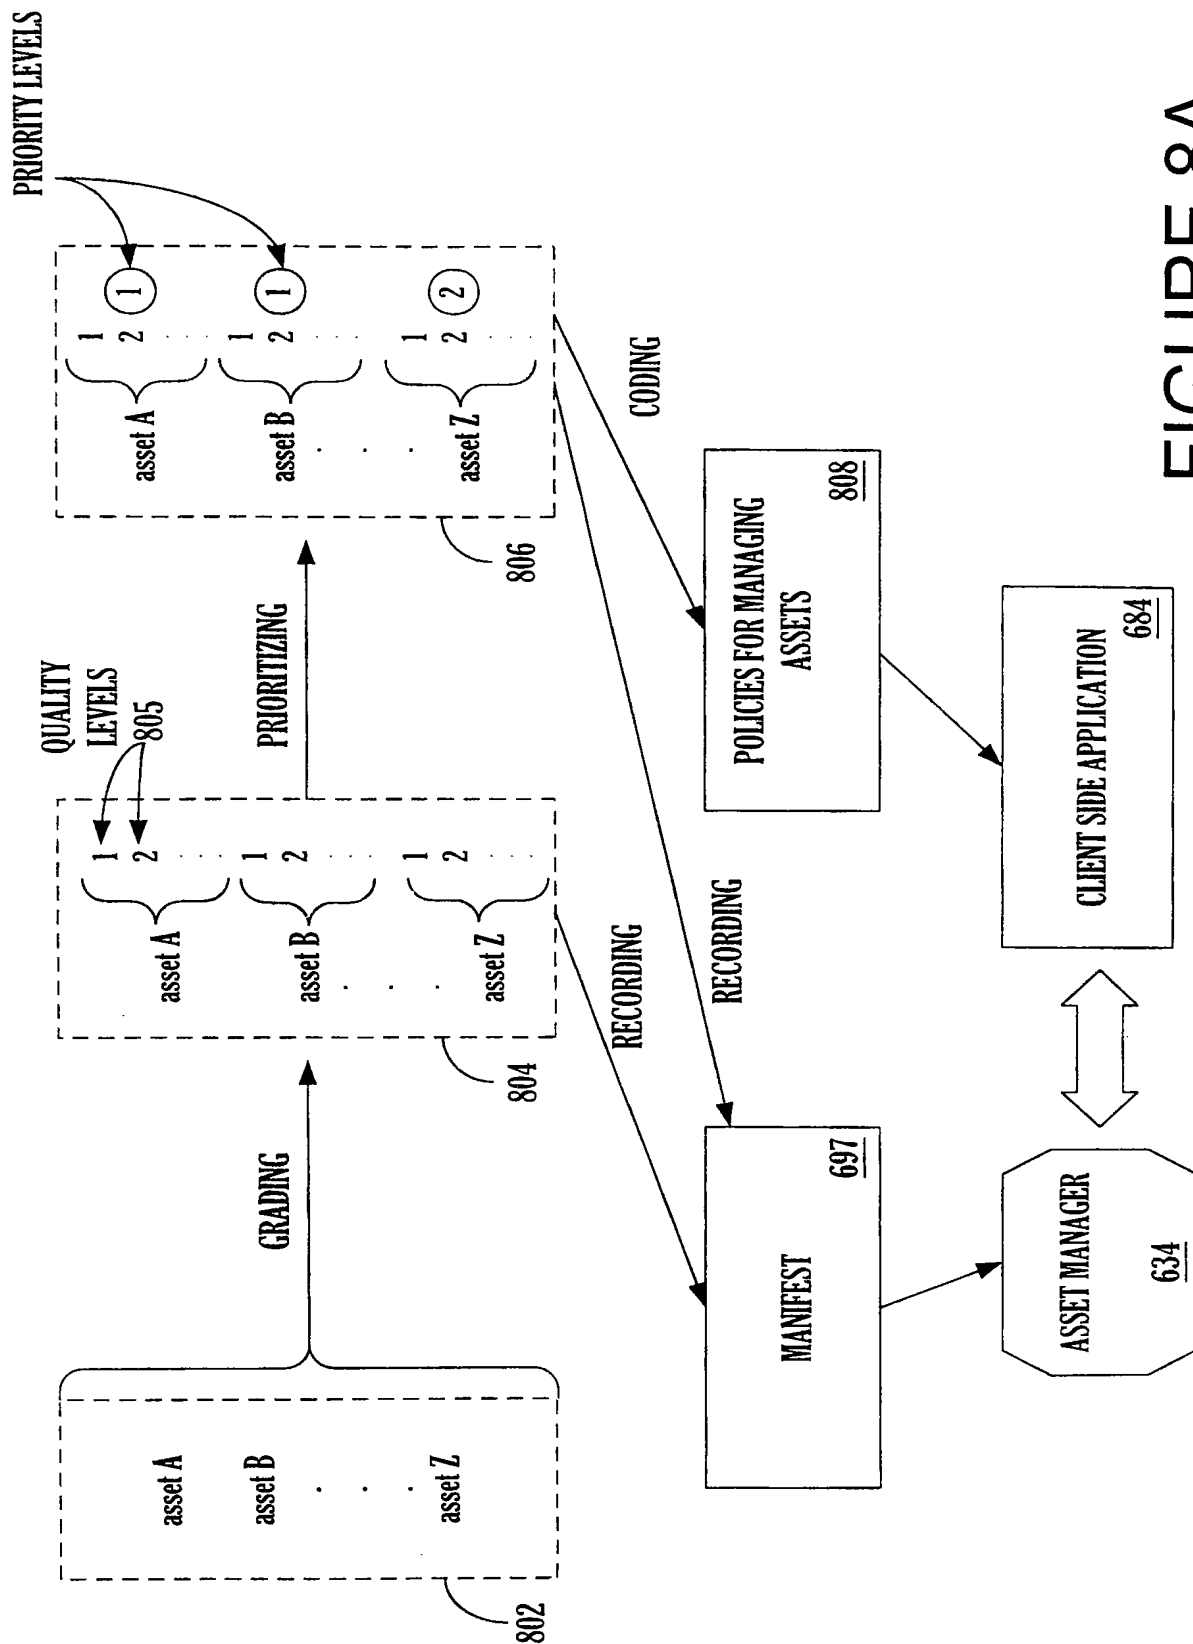 PRIORITY LEVELS
QUALITY
LEVELS
805
asset A
asset B
. . .
asset Z
802
GRADING
asset A
1
2
. . . .
asset B
1
2
. . . .
. . .
asset Z
1
2
. . . .
804
PRIORITIZING
asset A
1
2
1
. . . .
asset B
1
2
1
. . . .
. . .
asset Z
1
2
2
. . . .
806
RECORDING
RECORDING
CODING
MANIFEST
697
POLICIES FOR MANAGING
ASSETS
808
ASSET MANAGER
634
CLIENT SIDE APPLICATION
684
FIGURE 8A